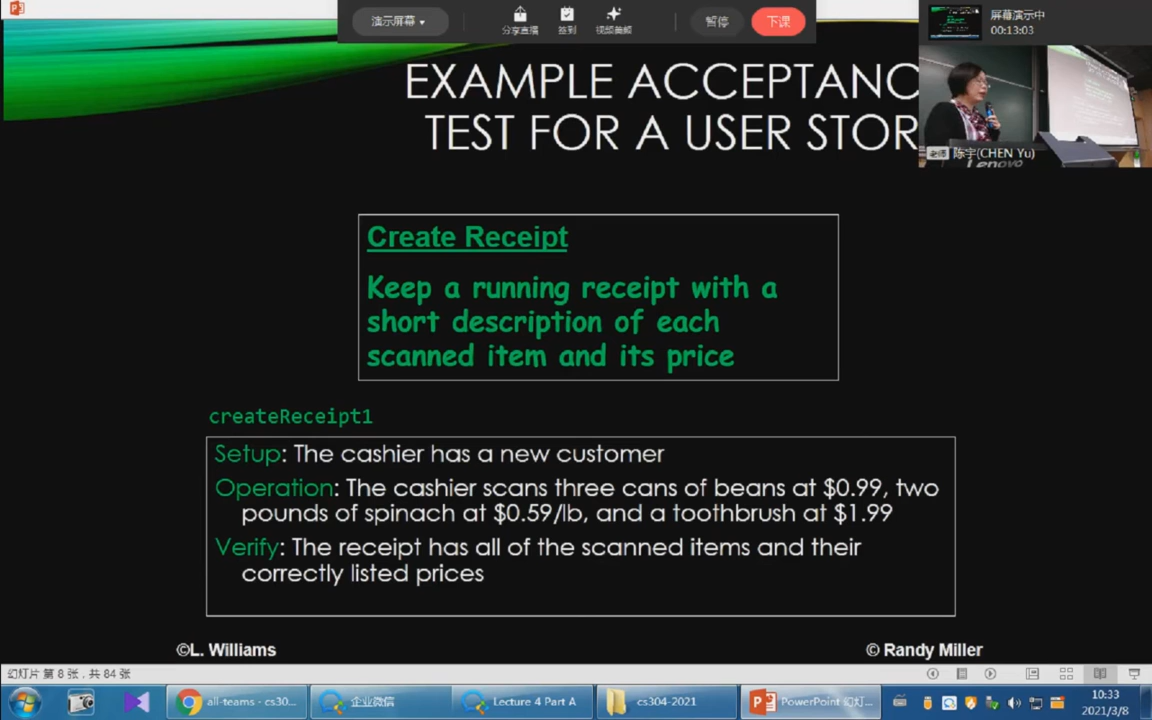 演示屏幕
分享直播
签到
视频美颜
暂停
下课
屏幕演示中
00:13:03
EXAMPLE ACCEPTANC
TEST FOR A USER STOR
老师 陈宇(CHEN Yu)
Lenovo
Create Receipt
Keep a running receipt with a
short description of each
scanned item and its price
createReceipt1
Setup: The cashier has a new customer
Operation: The cashier scans three cans of beans at $0.99, two
pounds of spinach at $0.59/lb, and a toothbrush at $1.99
Verify: The receipt has all of the scanned items and their
correctly listed prices
©L. Williams
© Randy Miller
幻灯片 第 8 张，共 84 张
all-teams - cs30...
企业微信
Lecture 4 Part A
cs304-2021
PowerPoint 幻灯...
10:33
2021/3/8